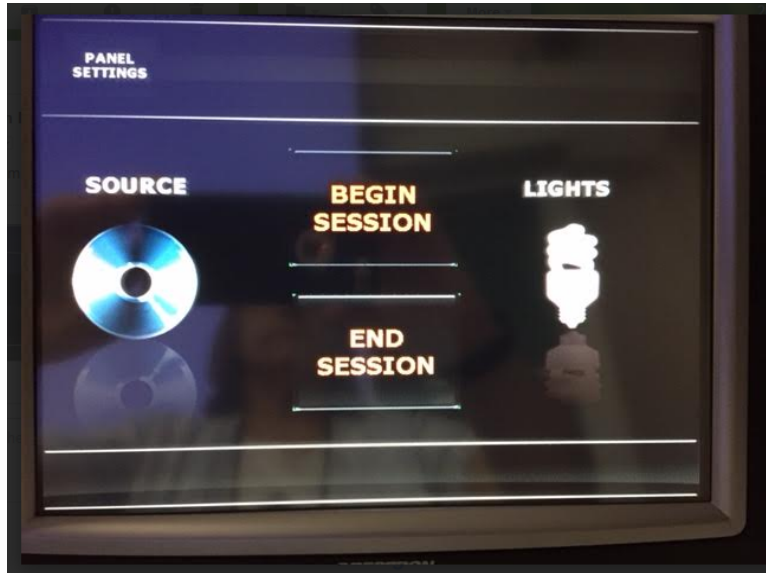 PANEL
SETTINGS
SOURCE
BEGIN
SESSION
LIGHTS
END
SESSION